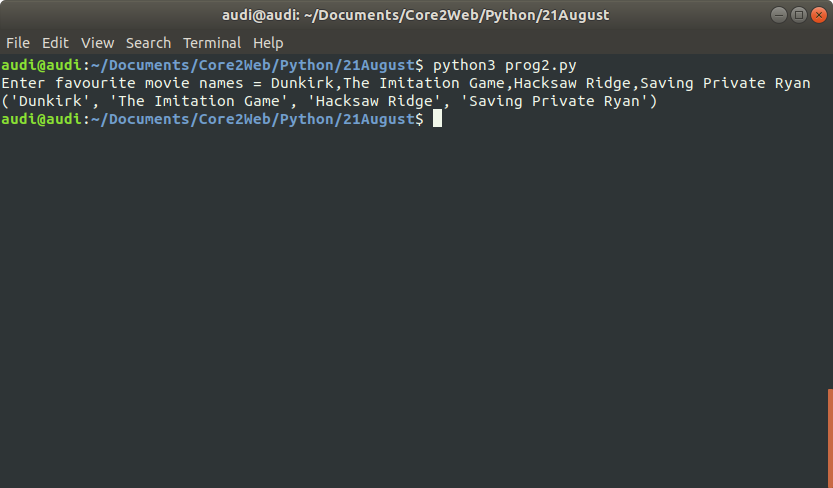 audi@audi: ~/Documents/Core2Web/Python/21August
File Edit View Search Terminal Help
audi@audi:~/Documents/Core2Web/Python/21August$ python3 prog2.py
Enter favourite movie names = Dunkirk,The Imitation Game,Hacksaw Ridge,Saving Private Ryan
('Dunkirk', 'The Imitation Game', 'Hacksaw Ridge', 'Saving Private Ryan')
audi@audi:~/Documents/Core2Web/Python/21August$